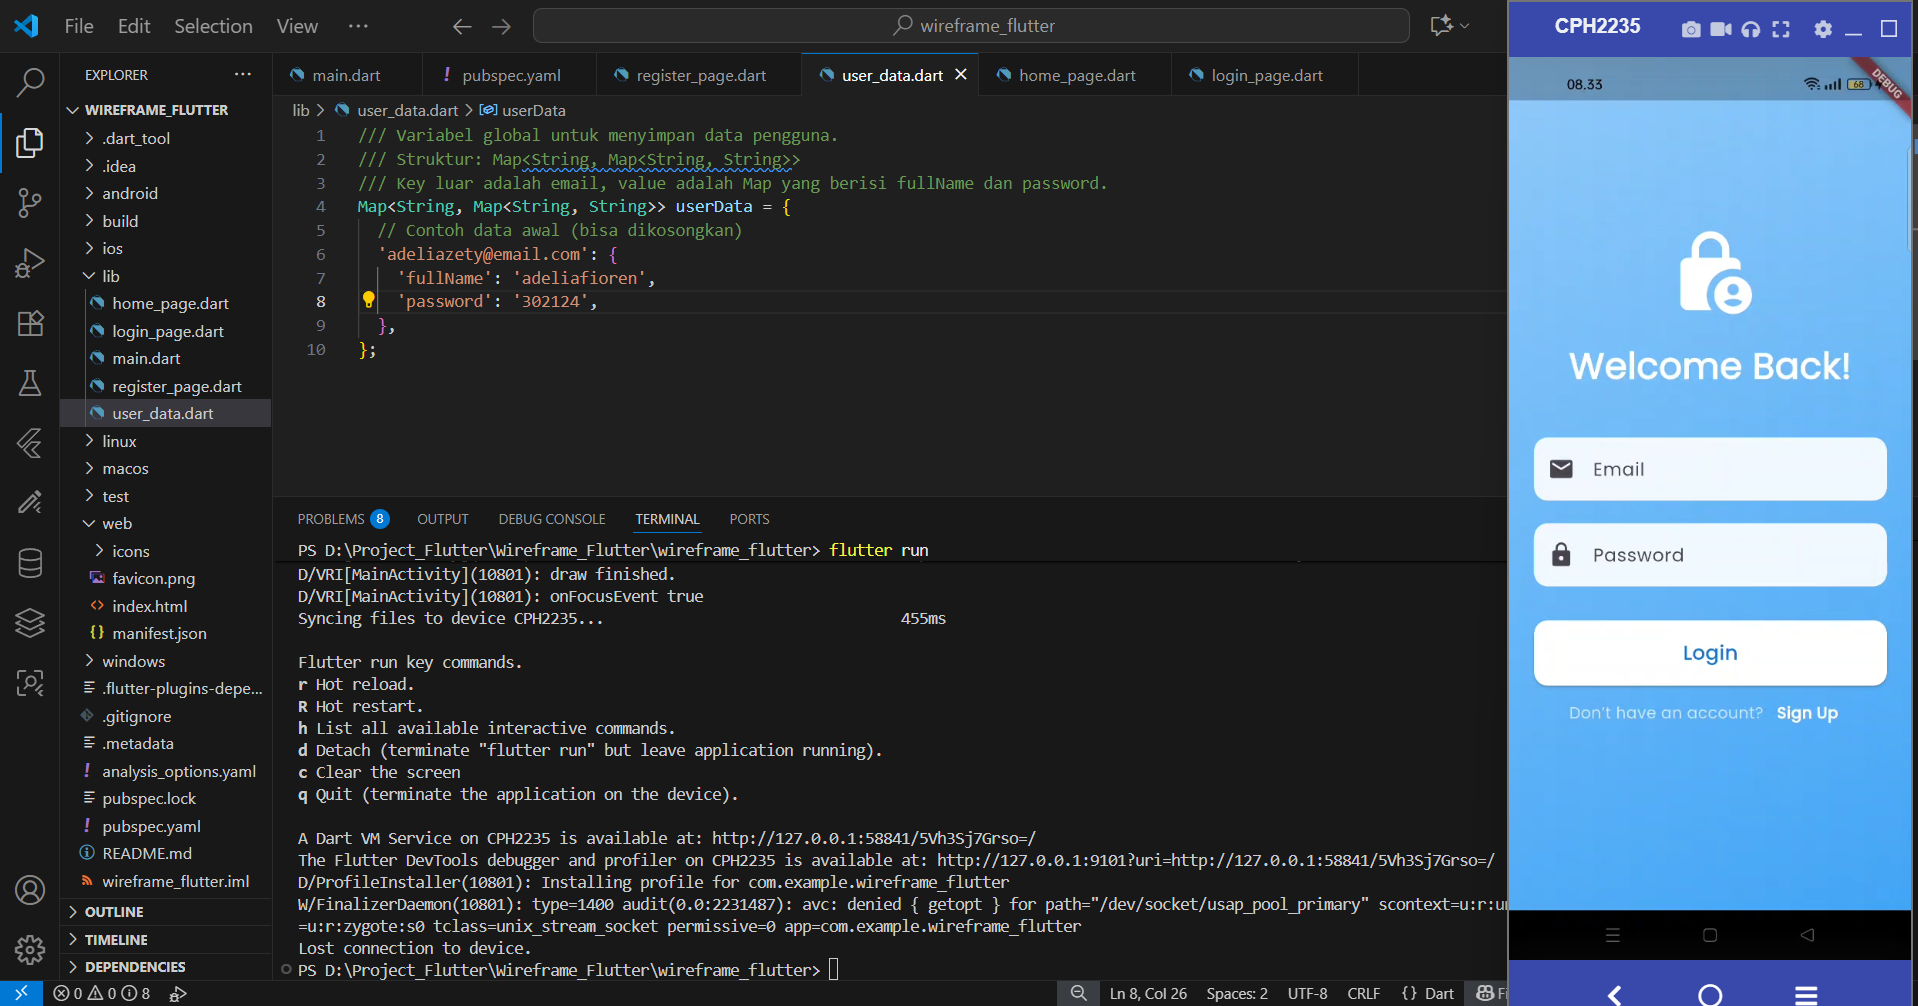 File Edit Selection View ··· wireframe_flutter
EXPLORER ···
WIREFRAME_FLUTTER
.dart_tool
.idea
android
build
ios
lib
home_page.dart
login_page.dart
main.dart
register_page.dart
user_data.dart
linux
macos
test
web
icons
favicon.png
index.html
manifest.json
windows
.flutter-plugins-depe...
.gitignore
.metadata
analysis_options.yaml
pubspec.lock
pubspec.yaml
README.md
wireframe_flutter.iml
OUTLINE
TIMELINE
DEPENDENCIES
main.dart ! pubspec.yaml register_page.dart user_data.dart home_page.dart login_page.dart
lib > user_data.dart > userData
1 /// Variabel global untuk menyimpan data pengguna.
2 /// Struktur: Map<String, Map<String, String>>
3 /// Key luar adalah email, value adalah Map yang berisi fullName dan password.
4 Map<String, Map<String, String>> userData = {
5 // Contoh data awal (bisa dikosongkan)
6 'adeliazety@email.com': {
7 'fullName': 'adeliafioren',
8 'password': '302124',
9 },
10 };
PROBLEMS 8 OUTPUT DEBUG CONSOLE TERMINAL PORTS
PS D:\Project_Flutter\Wireframe_Flutter\wireframe_flutter> flutter run
D/VRI[MainActivity](10801): draw finished.
D/VRI[MainActivity](10801): onFocusEvent true
Syncing files to device CPH2235... 455ms
Flutter run key commands.
r Hot reload.
R Hot restart.
h List all available interactive commands.
d Detach (terminate "flutter run" but leave application running).
c Clear the screen
q Quit (terminate the application on the device).
A Dart VM Service on CPH2235 is available at: http://127.0.0.1:58841/5Vh3Sj7Grso=/
The Flutter DevTools debugger and profiler on CPH2235 is available at: http://127.0.0.1:9101?uri=http://127.0.0.1:58841/5Vh3Sj7Grso=/
D/ProfileInstaller(10801): Installing profile for com.example.wireframe_flutter
W/FinalizerDaemon(10801): type=1400 audit(0.0:2231487): avc: denied { getopt } for path="/dev/socket/usap_pool_primary" scontext=u:r:un
=u:r:zygote:s0 tclass=unix_stream_socket permissive=0 app=com.example.wireframe_flutter
Lost connection to device.
PS D:\Project_Flutter\Wireframe_Flutter\wireframe_flutter>
0 0 8 Ln 8, Col 26 Spaces: 2 UTF-8 CRLF {} Dart Fi
CPH2235
08.33 68
DEBUG
Welcome Back!
Email
Password
Login
Don't have an account? Sign Up